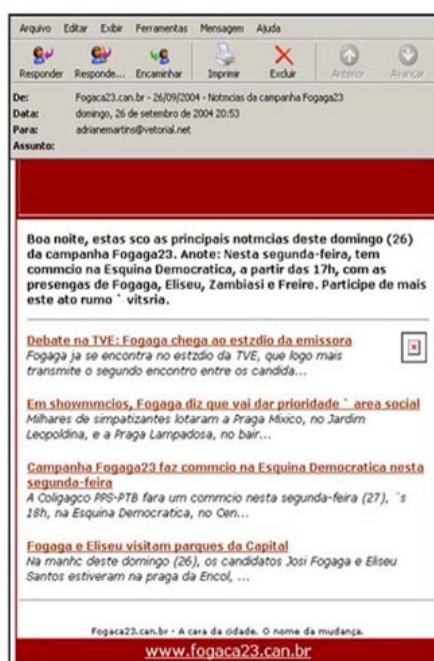 Arquivo Editar Exibir Ferramentas Mensagem Ajuda
Responder Responde... Encaminhar Imprimir Excluir Anterior Avançar
De: Fogaca23.can.br - 26/09/2004 - Notmcias da campanha Fogaga23
Data: domingo, 26 de setembro de 2004 20:53
Para: adrianemartins@vetorial.net
Assunto:
Boa noite, estas sco as principais notmcias deste domingo (26)
da campanha Fogaga23. Anote: Nesta segunda-feira, tem
commcio na Esquina Democratica, a partir das 17h, com as
presengas de Fogaga, Eliseu, Zambiasi e Freire. Participe de mais
este ato rumo ` vitsria.
Debate na TVE: Fogaga chega ao estzdio da emissora
Fogaga ja se encontra no estzdio da TVE, que logo mais
transmite o segundo encontro entre os candida...
Em showmmcios, Fogaga diz que vai dar prioridade ` area social
Milhares de simpatizantes lotaram a Praga Mixico, no Jardim
Leopoldina, e a Praga Lampadosa, no bair...
Campanha Fogaga23 faz commcio na Esquina Democratica nesta
segunda-feira
A Coligagco PPS-PTB fara um commcio nesta segunda-feira (27), `s
18h, na Esquina Democratica, no Cen...
Fogaga e Eliseu visitam parques da Capital
Na manhc deste domingo (26), os candidatos Josi Fogaga e Eliseu
Santos estiveram na praga da Encol, ...
Fogaga23.can.br - A cara da cidade. O nome da mudança.
www.fogaca23.can.br